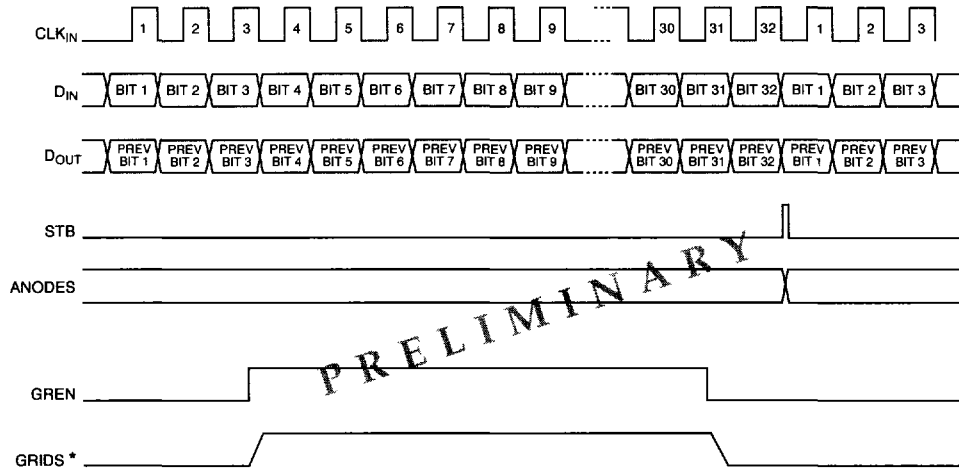 CLKIN 1 2 3 4 5 6 7 8 9 30 31 32 1 2 3
DIN BIT 1 BIT 2 BIT 3 BIT 4 BIT 5 BIT 6 BIT 7 BIT 8 BIT 9 BIT 30 BIT 31 BIT 32 BIT 1 BIT 2 BIT 3
DOUT PREV BIT 1 PREV BIT 2 PREV BIT 3 PREV BIT 4 PREV BIT 5 PREV BIT 6 PREV BIT 7 PREV BIT 8 PREV BIT 9 PREV BIT 30 PREV BIT 31 PREV BIT 32 PREV BIT 1 PREV BIT 2 PREV BIT 3
STB
ANODES
PRELIMINARY
GREN
GRIDS *